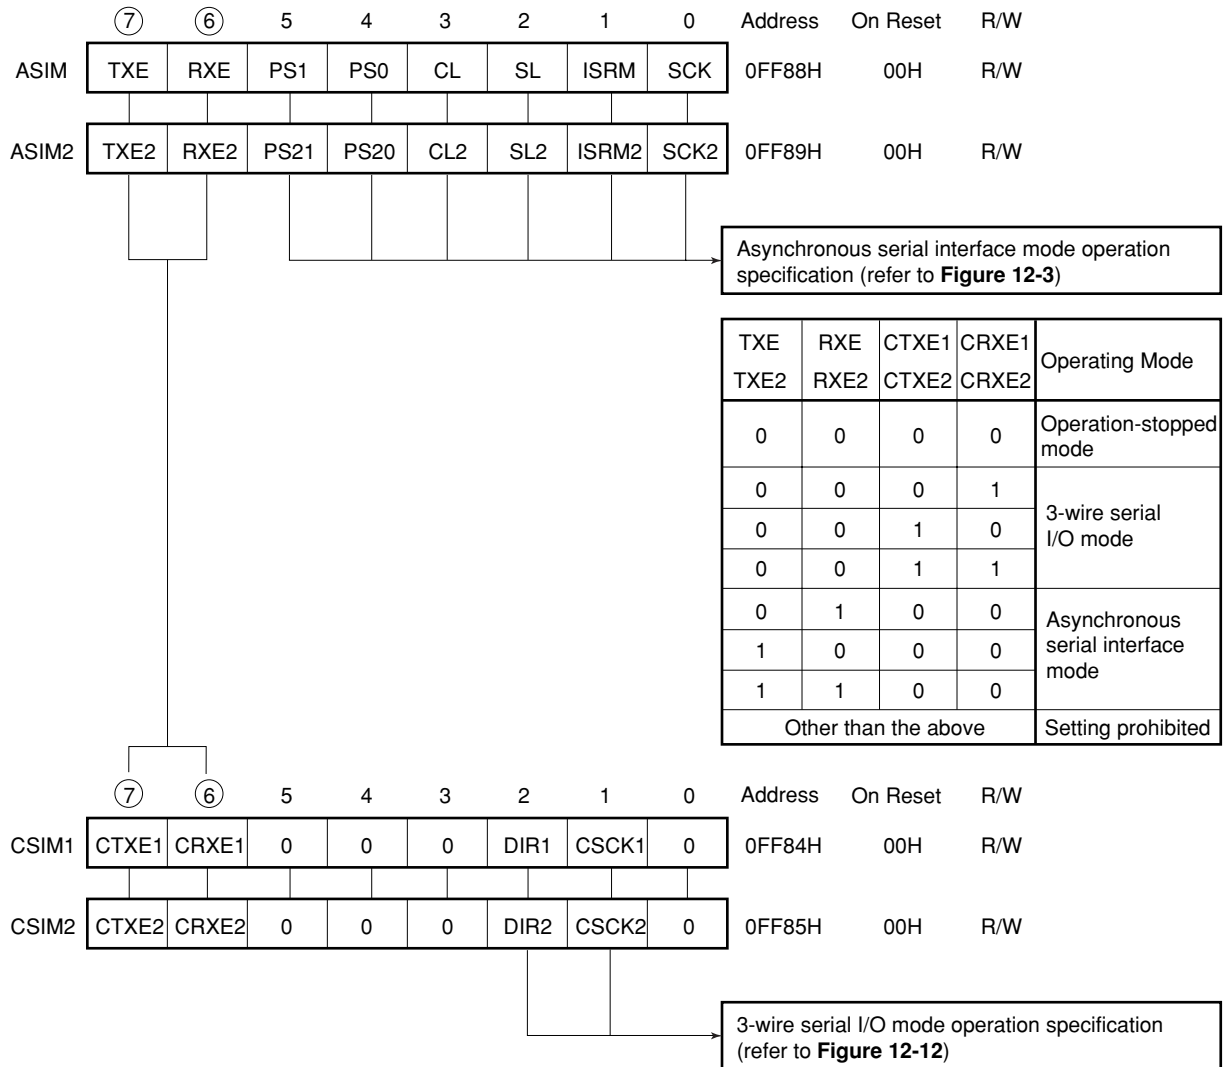 7 6 5 4 3 2 1 0 Address On Reset R/W
ASIM TXE RXE PS1 PS0 CL SL ISRM SCK 0FF88H 00H R/W
ASIM2 TXE2 RXE2 PS21 PS20 CL2 SL2 ISRM2 SCK2 0FF89H 00H R/W
Asynchronous serial interface mode operation
specification (refer to Figure 12-3)
TXE RXE CTXE1 CRXE1
Operating Mode
TXE2 RXE2 CTXE2 CRXE2
0 0 0 0 Operation-stopped
mode
0 0 0 1
3-wire serial
0 0 1 0
I/O mode
0 0 1 1
0 1 0 0
Asynchronous
1 0 0 0
serial interface
mode
1 1 0 0
Other than the above Setting prohibited
7 6 5 4 3 2 1 0 Address On Reset R/W
CSIM1 CTXE1 CRXE1 0 0 0 DIR1 CSCK1 0 0FF84H 00H R/W
CSIM2 CTXE2 CRXE2 0 0 0 DIR2 CSCK2 0 0FF85H 00H R/W
3-wire serial I/O mode operation specification
(refer to Figure 12-12)